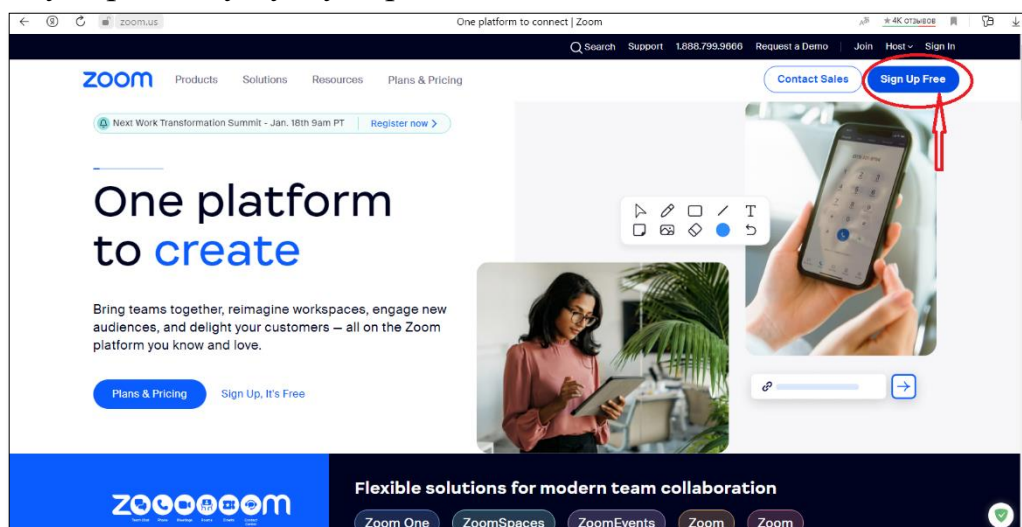 zoom.us
One platform to connect | Zoom
★ 4K отзывов
Search Support 1.888.799.9666 Request a Demo Join Host Sign In
zoom Products Solutions Resources Plans & Pricing Contact Sales Sign Up Free
Next Work Transformation Summit - Jan. 18th 9am PT Register now
One platform
to create
T
Bring teams together, reimagine workspaces, engage new
audiences, and delight your customers — all on the Zoom
platform you know and love.
Plans & Pricing Sign Up, It's Free
Flexible solutions for modern team collaboration
Zoom One ZoomSpaces ZoomEvents Zoom Zoom